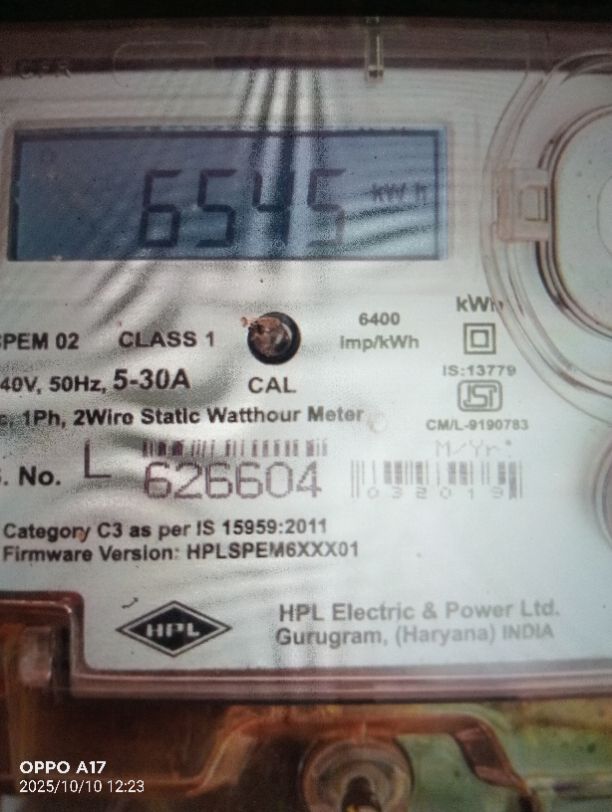 6545 kWh
PEM 02 CLASS 1
6400
Imp/kWh
kWh
40V, 50Hz, 5-30A
CAL
IS:13779
1Ph, 2Wire Static Watthour Meter
CM/L-9190783
M/Yr
. No. L 626604
032019
Category C3 as per IS 15959:2011
Firmware Version: HPLSPEM6XXX01
HPL
HPL Electric & Power Ltd.
Gurugram, (Haryana) INDIA
OPPO A17
2025/10/10 12:23